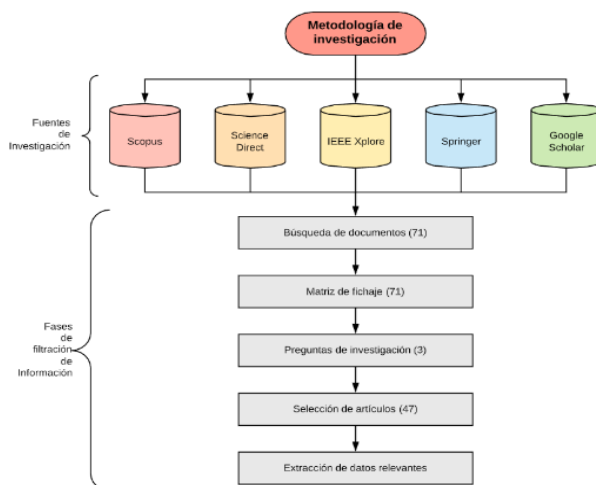 Metodología de
investigación
Fuentes
de
Investigación
Scopus
Science
Direct
IEEE Xplore
Springer
Google
Scholar
Búsqueda de documentos (71)
Matriz de fichaje (71)
Preguntas de investigación (3)
Selección de artículos (47)
Extracción de datos relevantes
Fases
de
filtración
de
Información